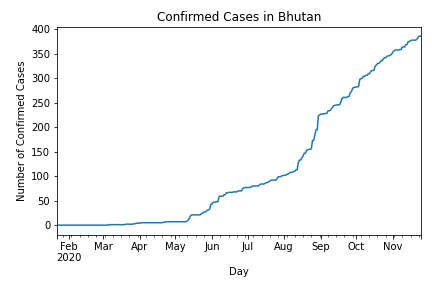 Confirmed Cases in Bhutan
400
350
300
250
200
150
100
50
0
Number of Confirmed Cases
Feb Mar Apr May Jun Jul Aug Sep Oct Nov
2020
Day